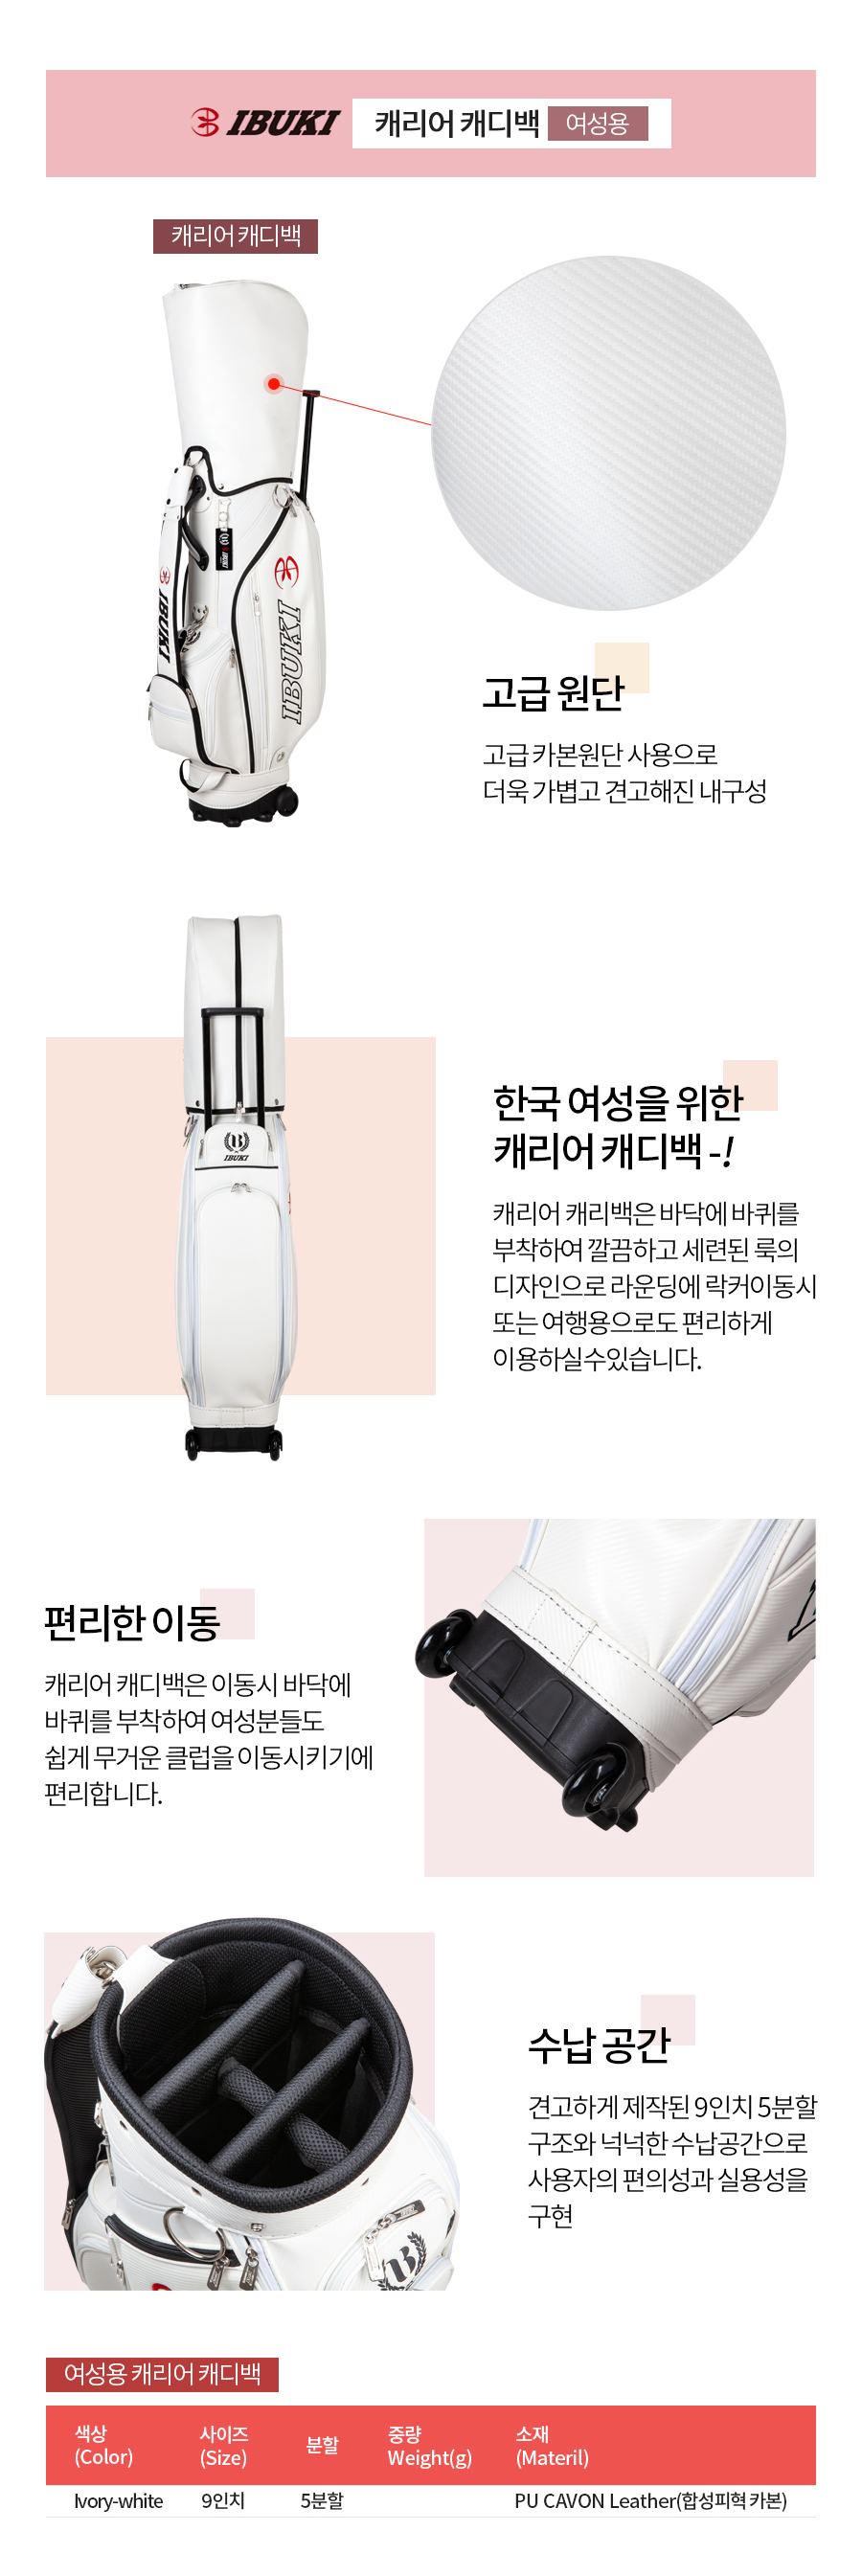 IBUKI 캐리어 캐디백 여성용
캐리어 캐디백
IBUKI
IBUKI
고급 원단
고급 카본원단 사용으로
더욱 가볍고 견고해진 내구성
B
IBUKI
한국 여성을 위한
캐리어 캐디백 -!
캐리어 캐리백은 바닥에 바퀴를
부착하여 깔끔하고 세련된 룩의
디자인으로 라운딩에 락커이동시
또는 여행용으로도 편리하게
이용하실수있습니다.
편리한 이동
캐리어 캐디백은 이동시 바닥에
바퀴를 부착하여 여성분들도
쉽게 무거운 클럽을 이동시키기에
편리합니다.
수납 공간
견고하게 제작된 9인치 5분할
구조와 넉넉한 수납공간으로
사용자의 편의성과 실용성을
구현
B
여성용 캐리어 캐디백
색상 사이즈 분할 중량 소재
(Color) (Size) Weight(g) (Materil)
Ivory-white 9인치 5분할 PU CAVON Leather(합성피혁 카본)